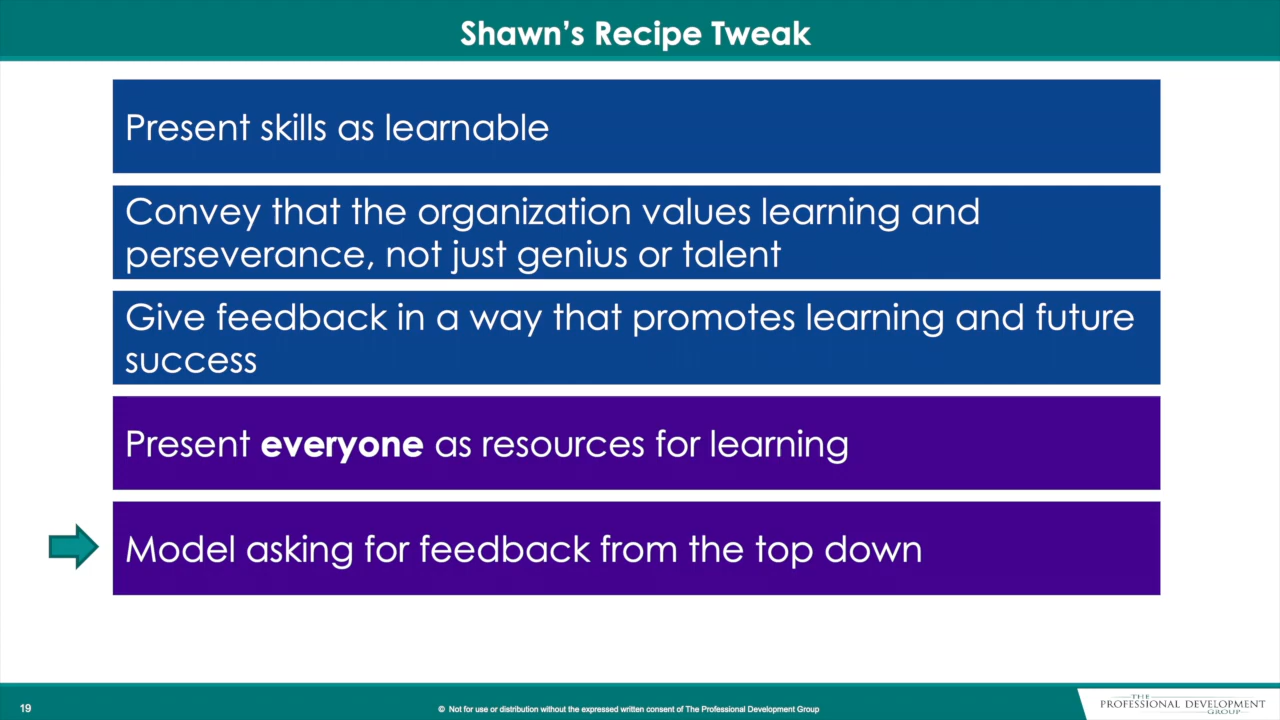 Shawn’s Recipe Tweak
Present skills as learnable
Convey that the organization values learning and
perseverance, not just genius or talent
Give feedback in a way that promotes learning and future
success
Present everyone as resources for learning
Model asking for feedback from the top down
19
© Not for use or distribution without the expressed written consent of The Professional Development Group
THE
PROFESSIONAL DEVELOPMENT
GROUP